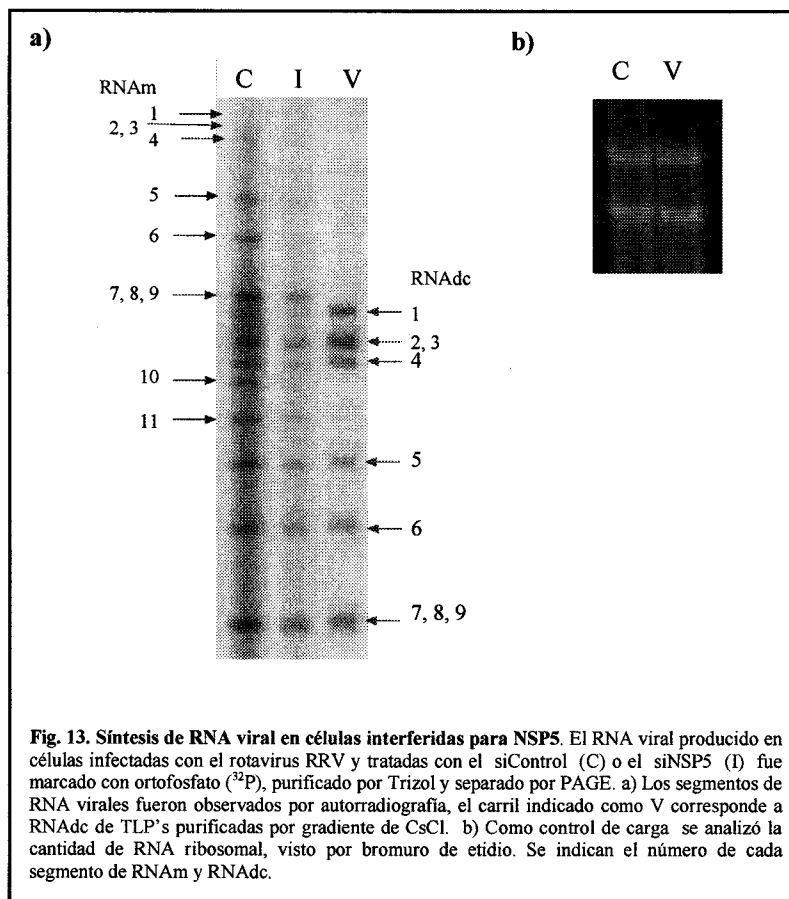 a)
b)
C I V
C V
RNAm
1
2, 3
4
5
6
7, 8, 9
10
11
RNAdc
1
2, 3
4
5
6
7, 8, 9
Fig. 13. Síntesis de RNA viral en células interferidas para NSP5. El RNA viral producido en
células infectadas con el rotavirus RRV y tratadas con el siControl (C) o el siNSP5 (I) fue
marcado con ortofosfato (³²P), purificado por Trizol y separado por PAGE. a) Los segmentos de
RNA virales fueron observados por autorradiografía, el carril indicado como V corresponde a
RNAdc de TLP's purificadas por gradiente de CsCl. b) Como control de carga se analizó la
cantidad de RNA ribosomal, visto por bromuro de etidio. Se indican el número de cada
segmento de RNAm y RNAdc.